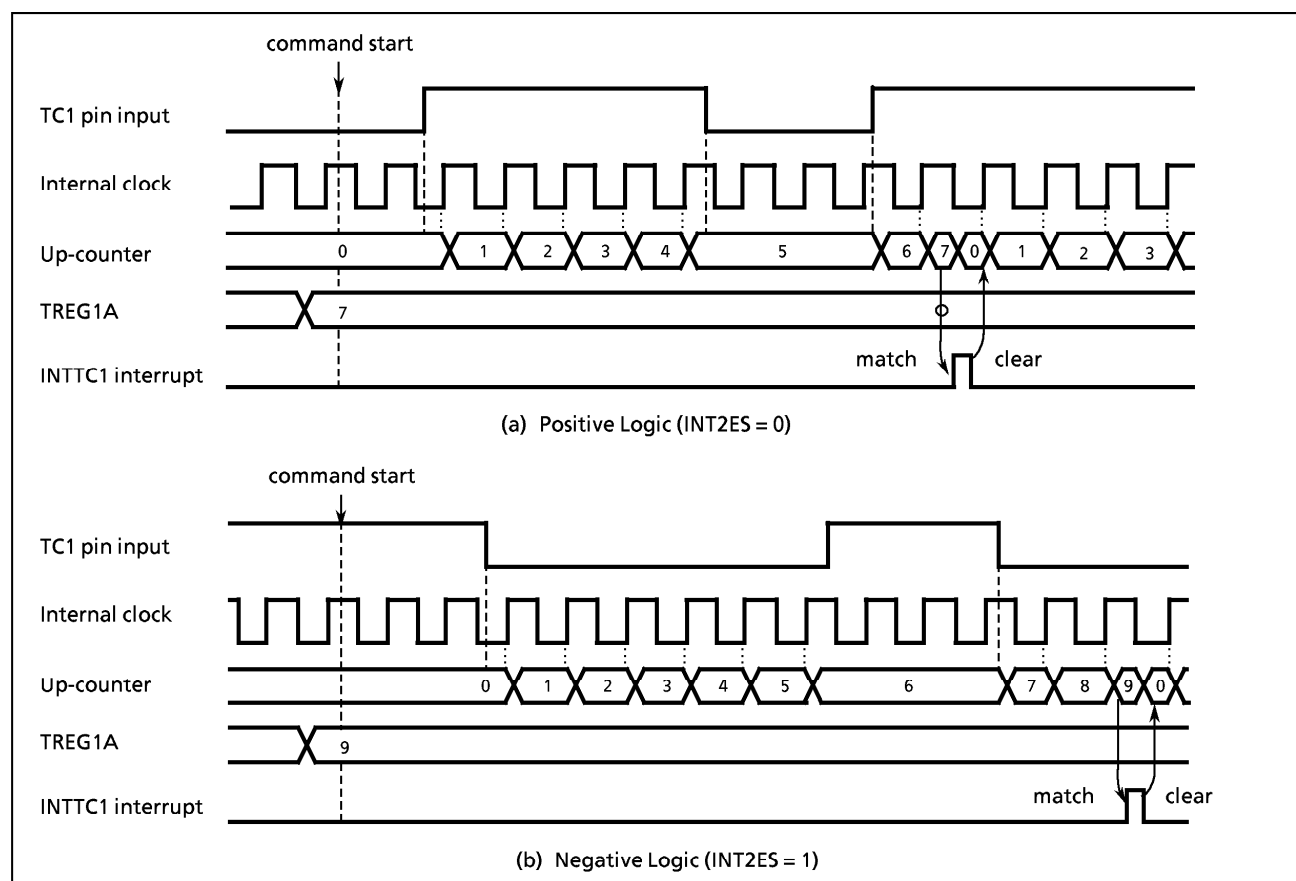 command start
TC1 pin input
Internal clock
Up-counter 0 1 2 3 4 5 6 7 0 1 2 3
TREG1A 7
match clear
INTTC1 interrupt
(a) Positive Logic (INT2ES = 0)
command start
TC1 pin input
Internal clock
Up-counter 0 1 2 3 4 5 6 7 8 9 0
TREG1A 9
match clear
INTTC1 interrupt
(b) Negative Logic (INT2ES = 1)